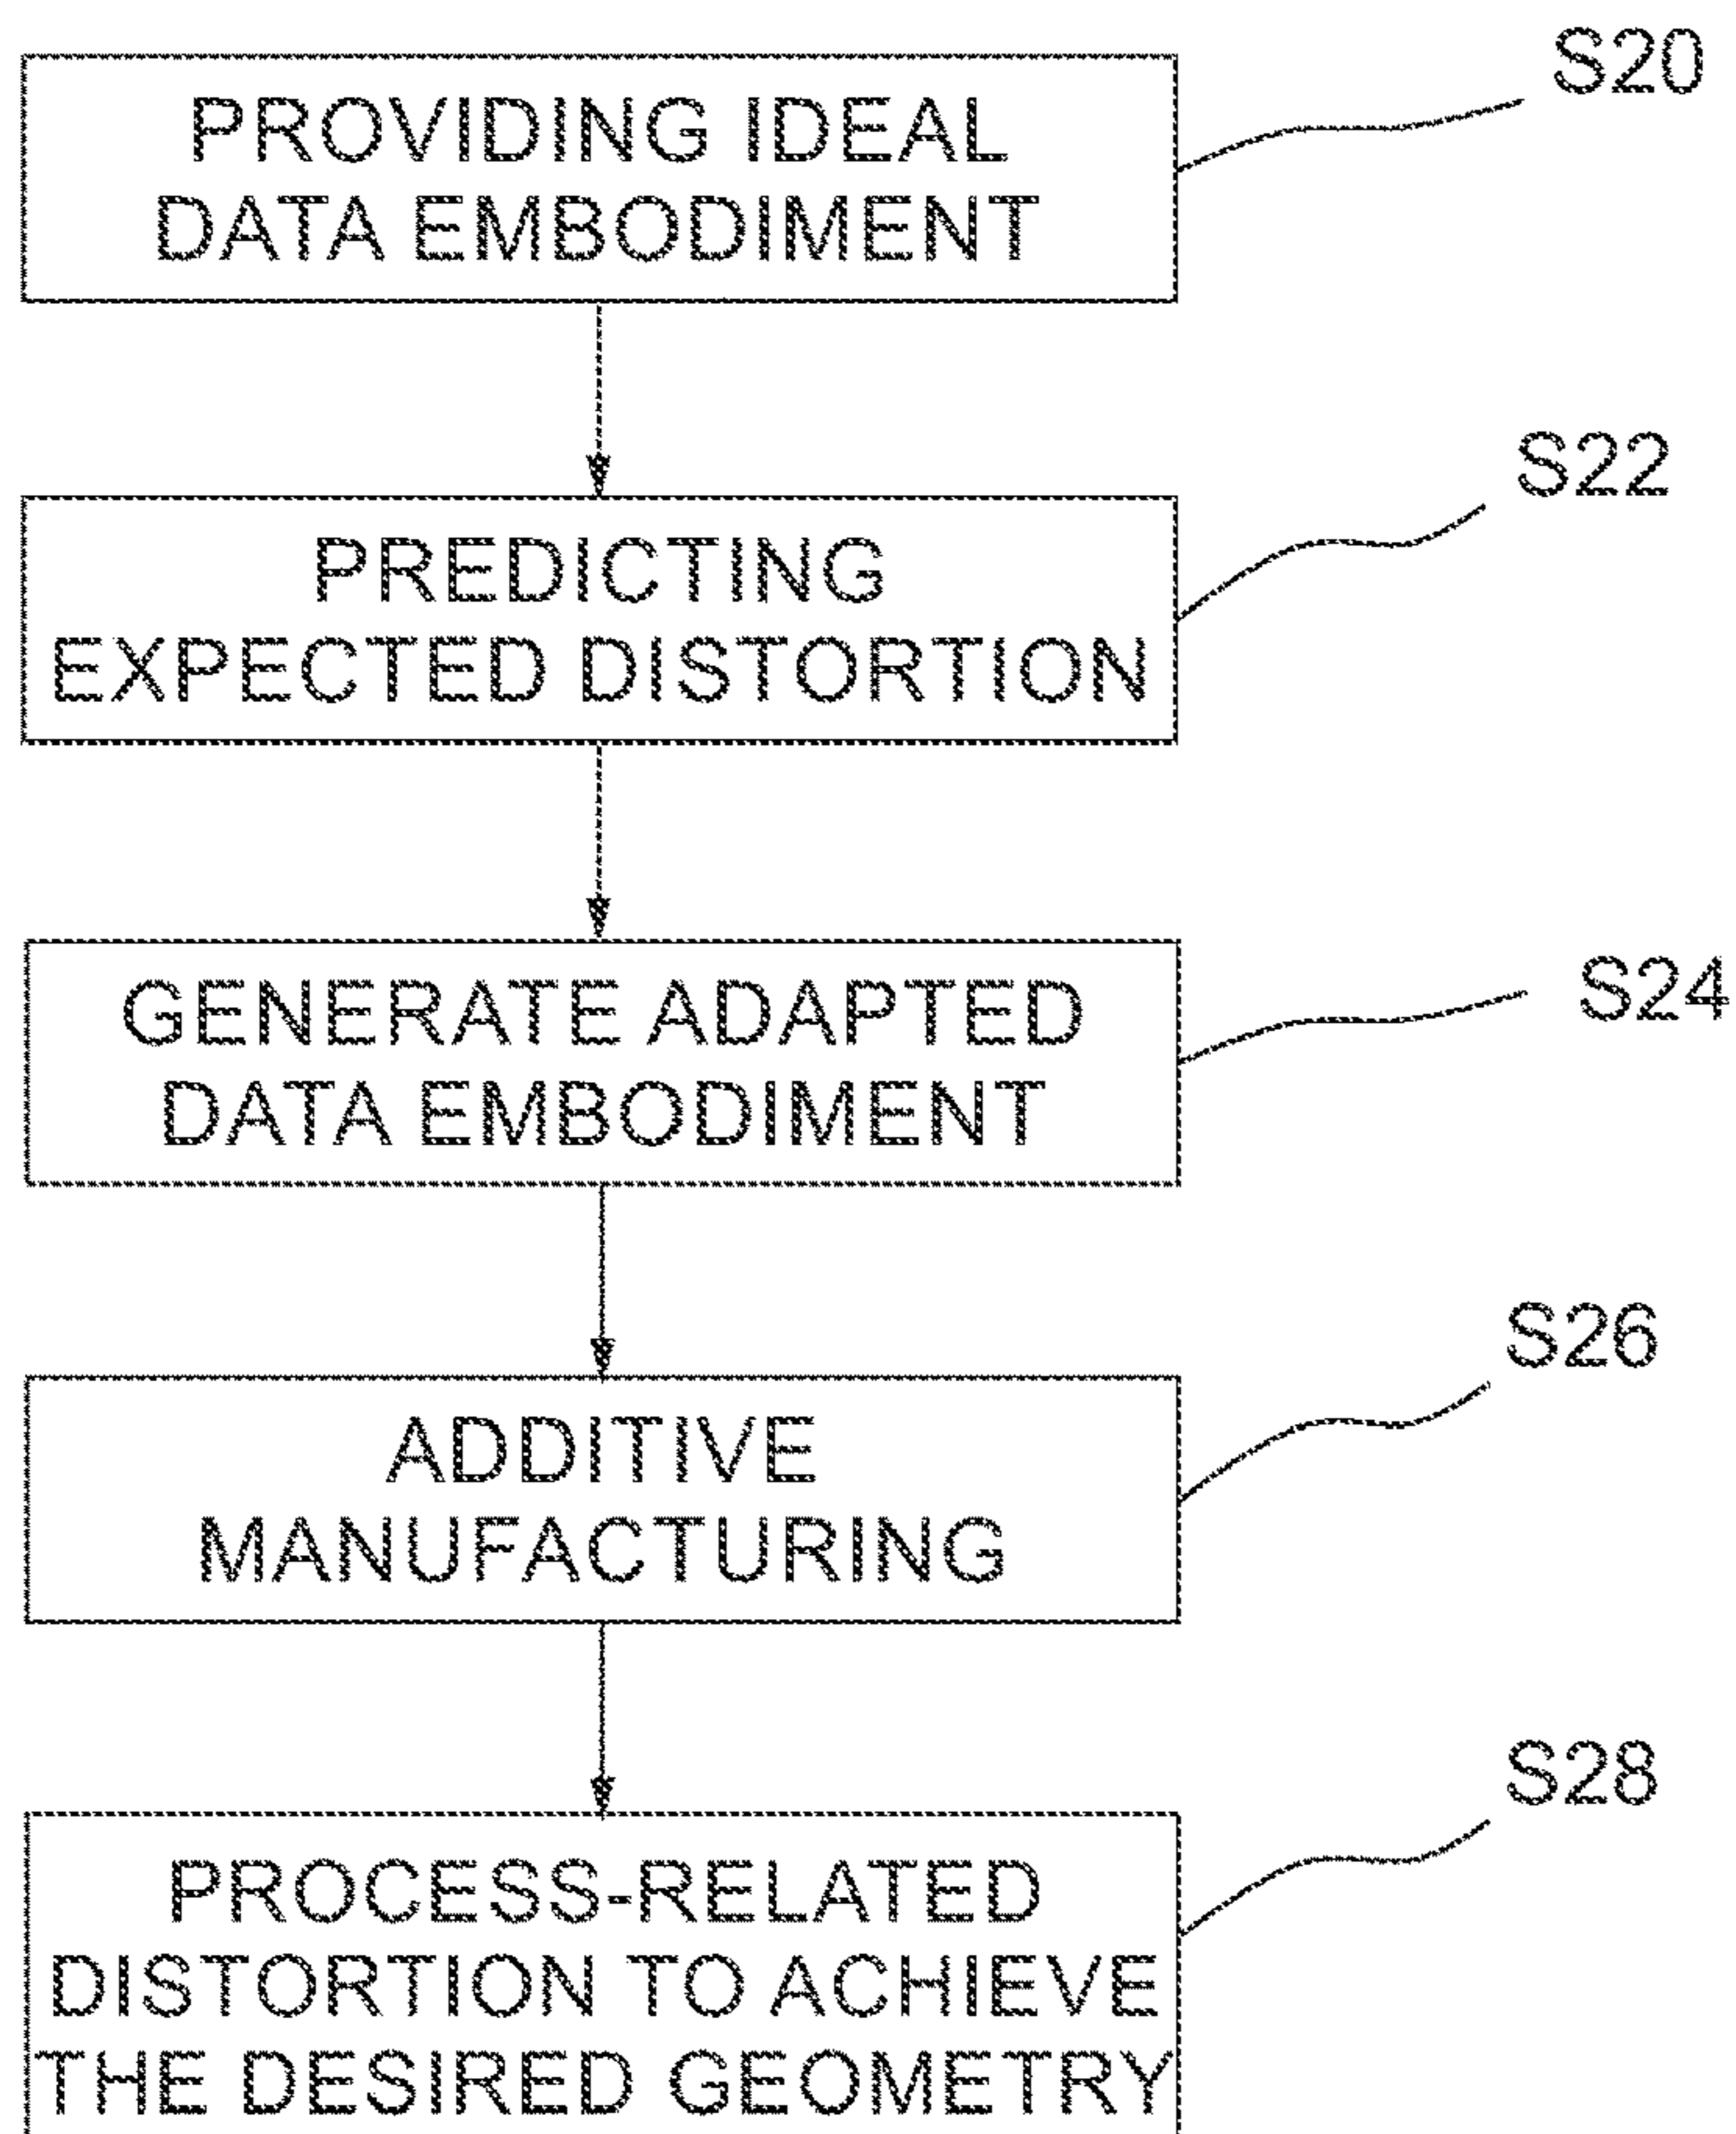 S20
PROVIDING IDEAL
DATA EMBODIMENT
S22
PREDICTING
EXPECTED DISTORTION
S24
GENERATE ADAPTED
DATA EMBODIMENT
S26
ADDITIVE
MANUFACTURING
S28
PROCESS-RELATED
DISTORTION TO ACHIEVE
THE DESIRED GEOMETRY